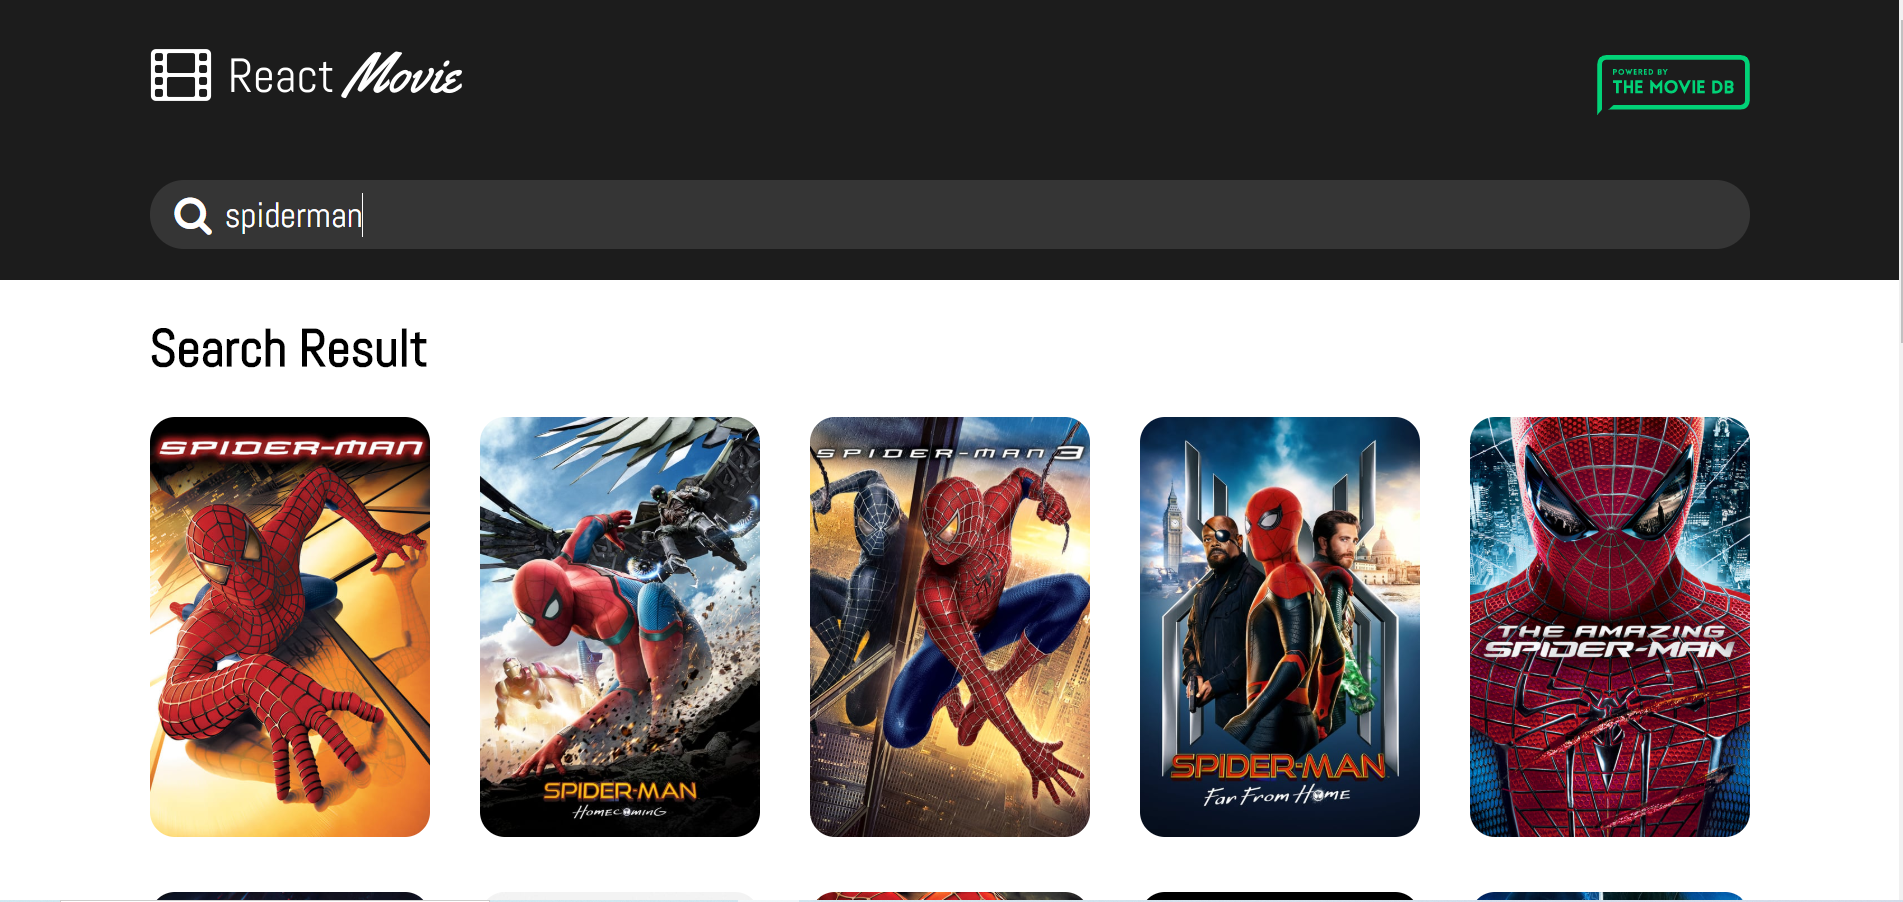 React Movie
POWERED BY
THE MOVIE DB
spiderman
Search Result
SPIDER-MAN
SPIDER-MAN
HOMECOMING
SPIDER-MAN 3
SPIDER-MAN
Far From Home
THE AMAZING
SPIDER-MAN